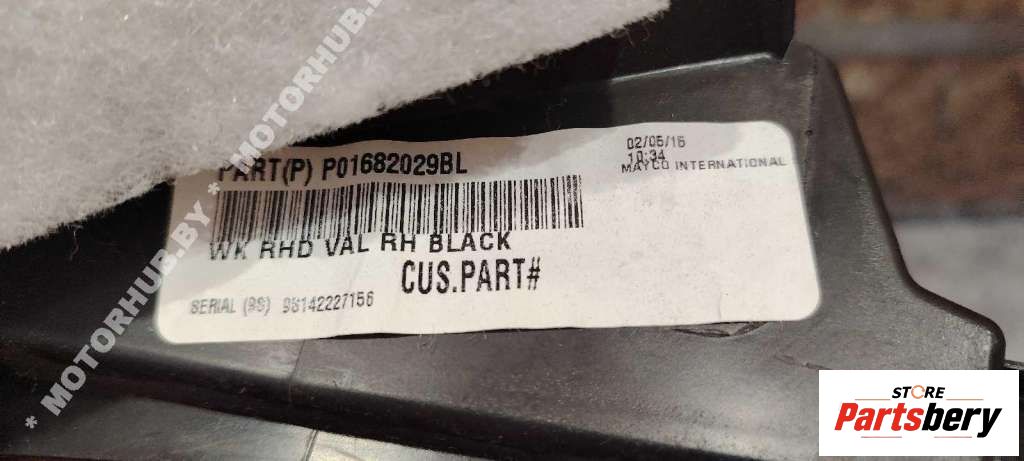 PART(P) P01682029BL
02/05/16
10:34
MAYCO INTERNATIONAL
WK RHD VAL RH BLACK
CUS.PART#
SERIAL (9S) 98142227156
* MOTORHUB.BY * MOTORHUB.BY
STORE
Partsbery